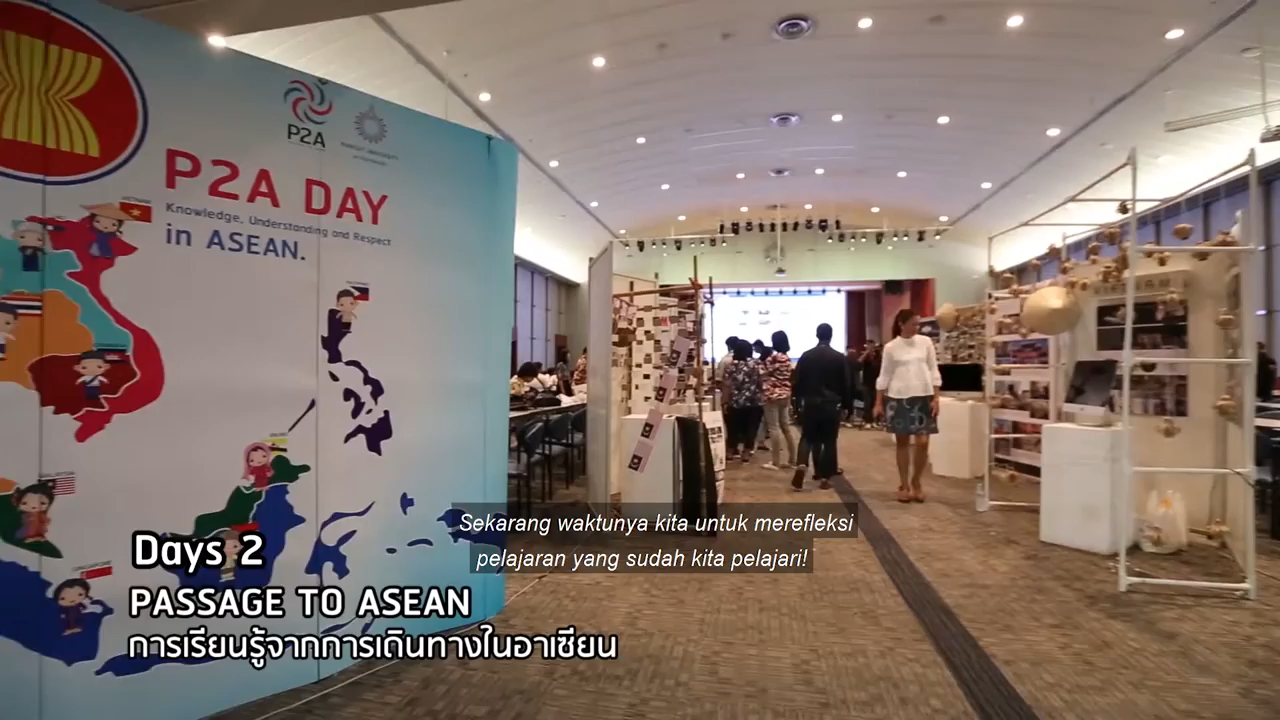 P2A
P2A DAY
Knowledge, Understanding and Respect
in ASEAN.
Sekarang waktunya kita untuk merefleksi
pelajaran yang sudah kita pelajari!
Days 2
PASSAGE TO ASEAN
การเรียนรู้จากการเดินทางในอาเซียน